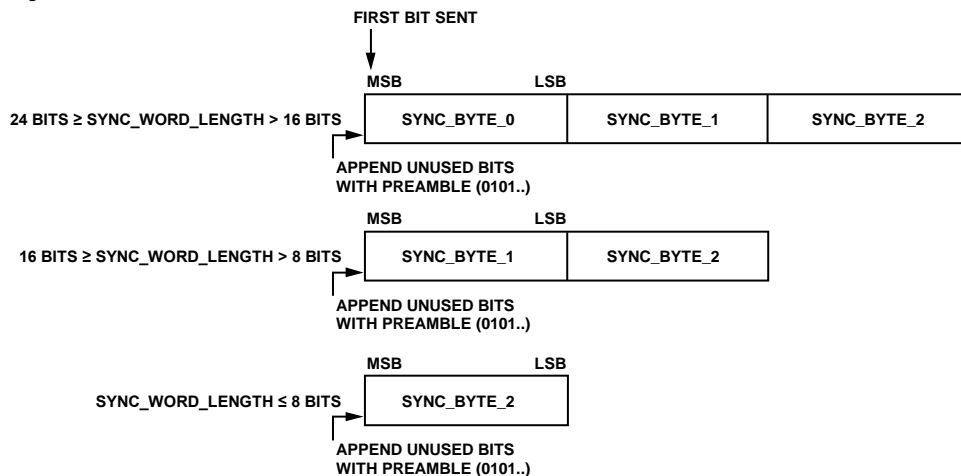 FIRST BIT SENT
MSB LSB
24 BITS ≥ SYNC_WORD_LENGTH > 16 BITS SYNC_BYTE_0 SYNC_BYTE_1 SYNC_BYTE_2
APPEND UNUSED BITS
WITH PREAMBLE (0101..)
MSB LSB
16 BITS ≥ SYNC_WORD_LENGTH > 8 BITS SYNC_BYTE_1 SYNC_BYTE_2
APPEND UNUSED BITS
WITH PREAMBLE (0101..)
MSB LSB
SYNC_WORD_LENGTH ≤ 8 BITS SYNC_BYTE_2
APPEND UNUSED BITS
WITH PREAMBLE (0101..)